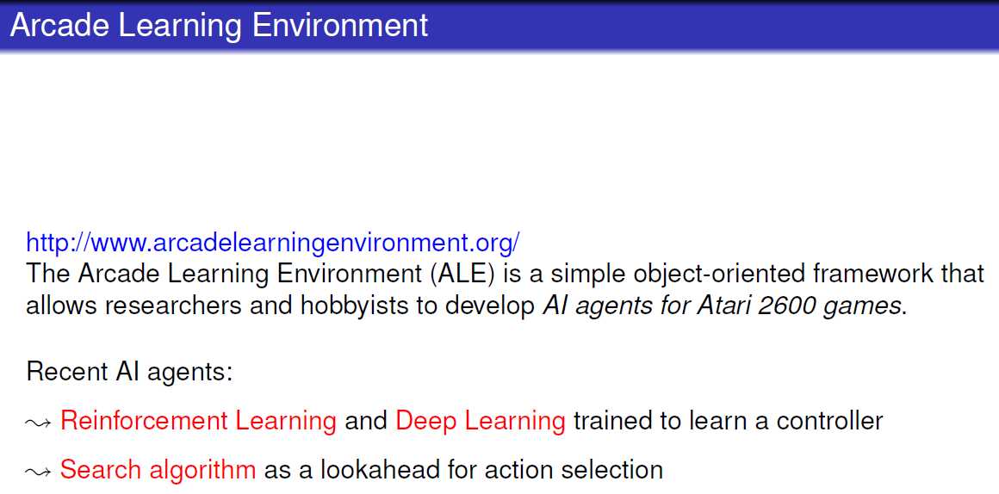 Arcade Learning Environment
http://www.arcadelearningenvironment.org/
The Arcade Learning Environment (ALE) is a simple object-oriented framework that
allows researchers and hobbyists to develop AI agents for Atari 2600 games.
Recent AI agents:
⤳ Reinforcement Learning and Deep Learning trained to learn a controller
⤳ Search algorithm as a lookahead for action selection